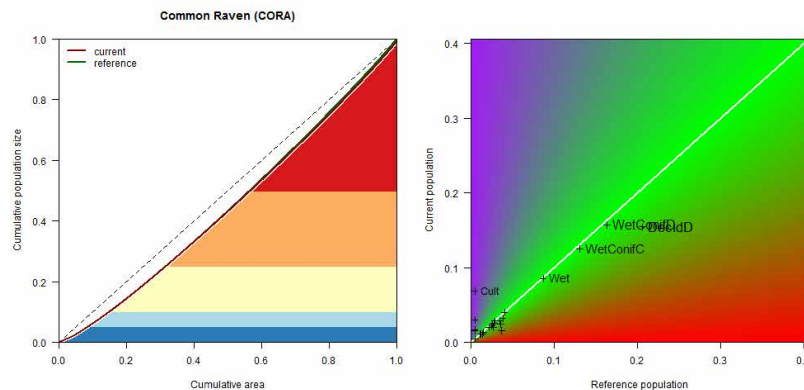 Common Raven (CORA)
current
reference
1.0
0.8
0.6
0.4
0.2
0.0
Cumulative population size
0.0
0.2
0.4
0.6
0.8
1.0
Cumulative area
0.4
0.3
0.2
0.1
0.0
Current population
WetConifD
DecidD
WetConifC
Wet
Cult
0.0
0.1
0.2
0.3
Reference population